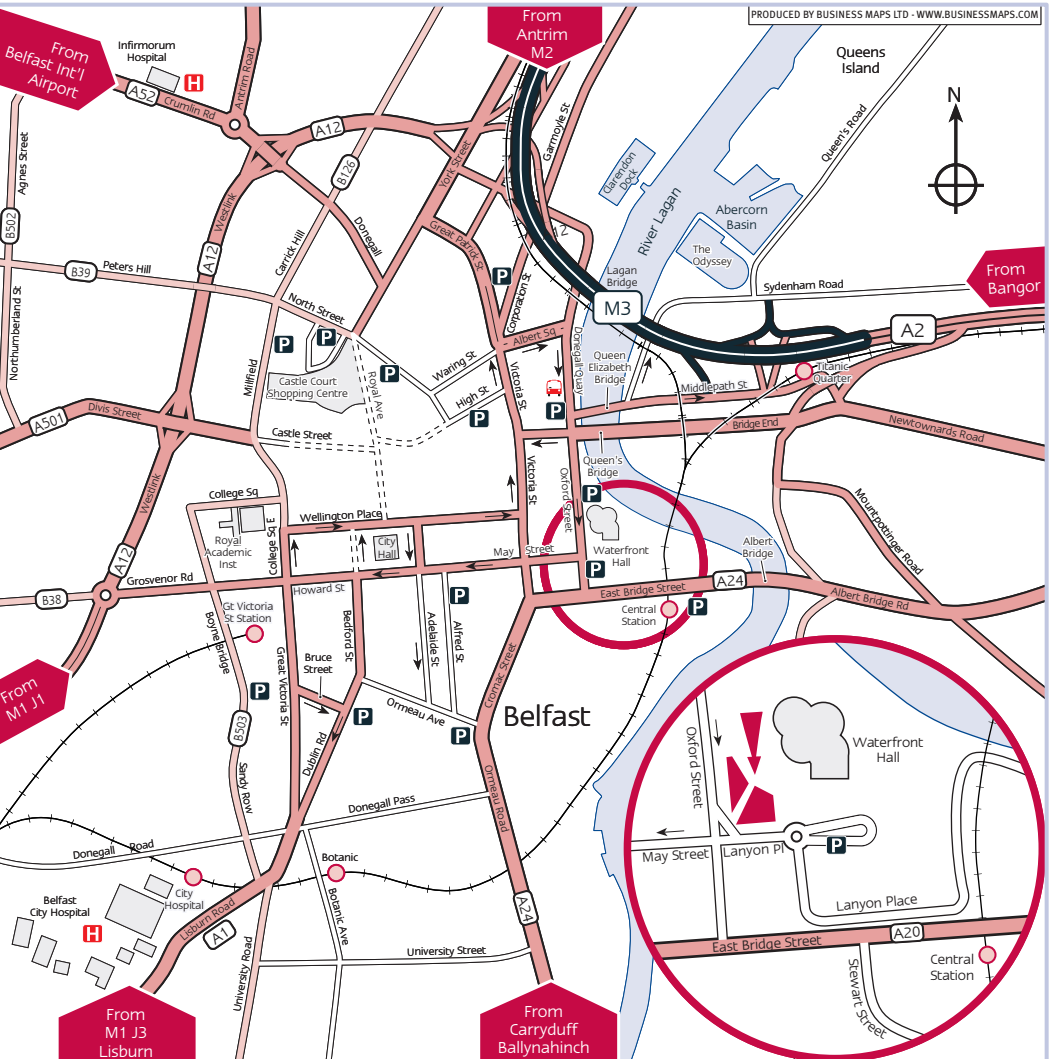 PRODUCED BY BUSINESS MAPS LTD - WWW.BUSINESSMAPS.COM
From
Antrim
M2
From
Belfast Int'l
Airport
Infirmorum
Hospital
H
A52
Crumlin Rd
Antrim Road
A12
B126
York Street
Garmoyle St
Queens
Island
Queen's Road
N
Agnes Street
B502
Westlink
A12
Carrick Hill
Donegall
Great Patrick St
12
Clarendon
Dock
River Lagan
Abercorn
Basin
The
Odyssey
Lagan
Bridge
B39
Peters Hill
North Street
P
Corporation St
M3
Sydenham Road
From
Bangor
A2
Northumberland St
Millfield
P
P
Castle Court
Shopping Centre
Royal Ave
P
Waring St
High St
P
Albert Sq
Victoria St
Donegall Quay
P
Queen
Elizabeth
Bridge
Middlepath St
Titanic
Quarter
A501
Divis Street
Castle Street
Bridge End
Newtownards Road
Queen's
Bridge
Westlink
College Sq
Royal
Academic
Inst
College Sq E
Wellington Place
City
Hall
Victoria St
Oxford Street
P
May Street
Waterfront
Hall
P
Mountpottinger Road
Albert
Bridge
A12
Grosvenor Rd
B38
Howard St
East Bridge Street
A24
Albert Bridge Rd
Central
Station
P
Gt Victoria
St Station
Boyne Bridge
Bedford St
Adelaide St
Alfred St
P
From
M1 J1
P
B503
Great Victoria St
Bruce
Street
P
Ormeau Ave
P
Cromac Street
Belfast
Sandy Row
Dublin Rd
Donegall Pass
Ormeau Road
Donegall Road
Botanic
City
Hospital
Belfast
City Hospital
H
Lisburn Road
A1
Botanic Ave
University Road
University Street
A24
From
M1 J3
Lisburn
From
Carryduff
Ballynahinch
Oxford Street
Waterfront
Hall
May Street
Lanyon Pl
P
Lanyon Place
East Bridge Street
A20
Central
Station
Stewart Street